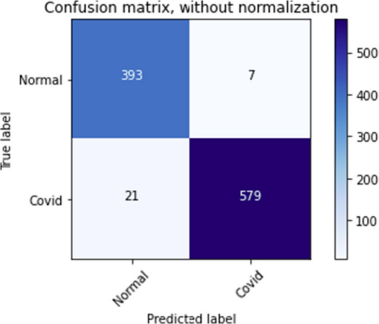 Confusion matrix, without normalization
True label
Normal
393
7
Covid
21
579
Normal
Covid
Predicted label
500
400
300
200
100